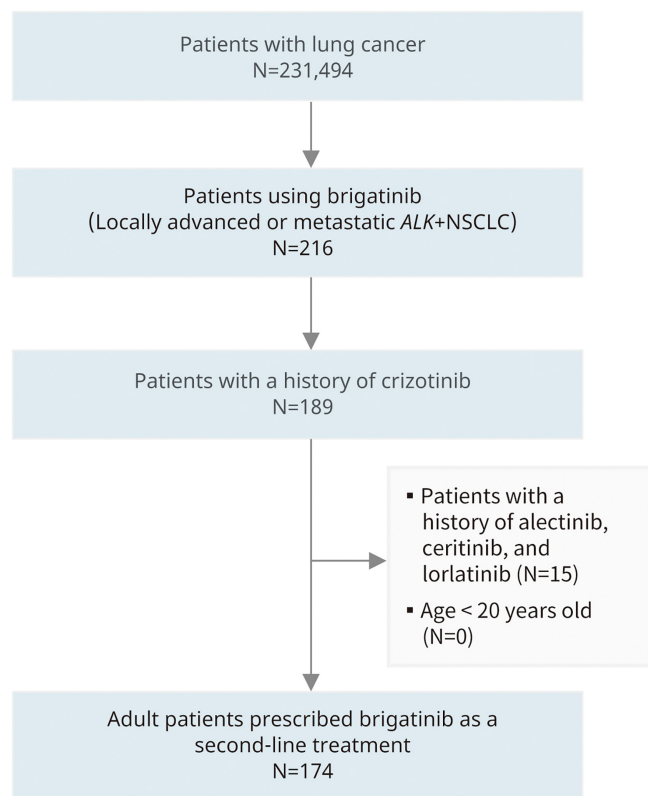 Patients with lung cancer
N=231,494
Patients using brigatinib
(Locally advanced or metastatic ALK+NSCLC)
N=216
Patients with a history of crizotinib
N=189
▪ Patients with a
history of alectinib,
ceritinib, and
lorlatinib (N=15)
▪ Age < 20 years old
(N=0)
Adult patients prescribed brigatinib as a
second-line treatment
N=174